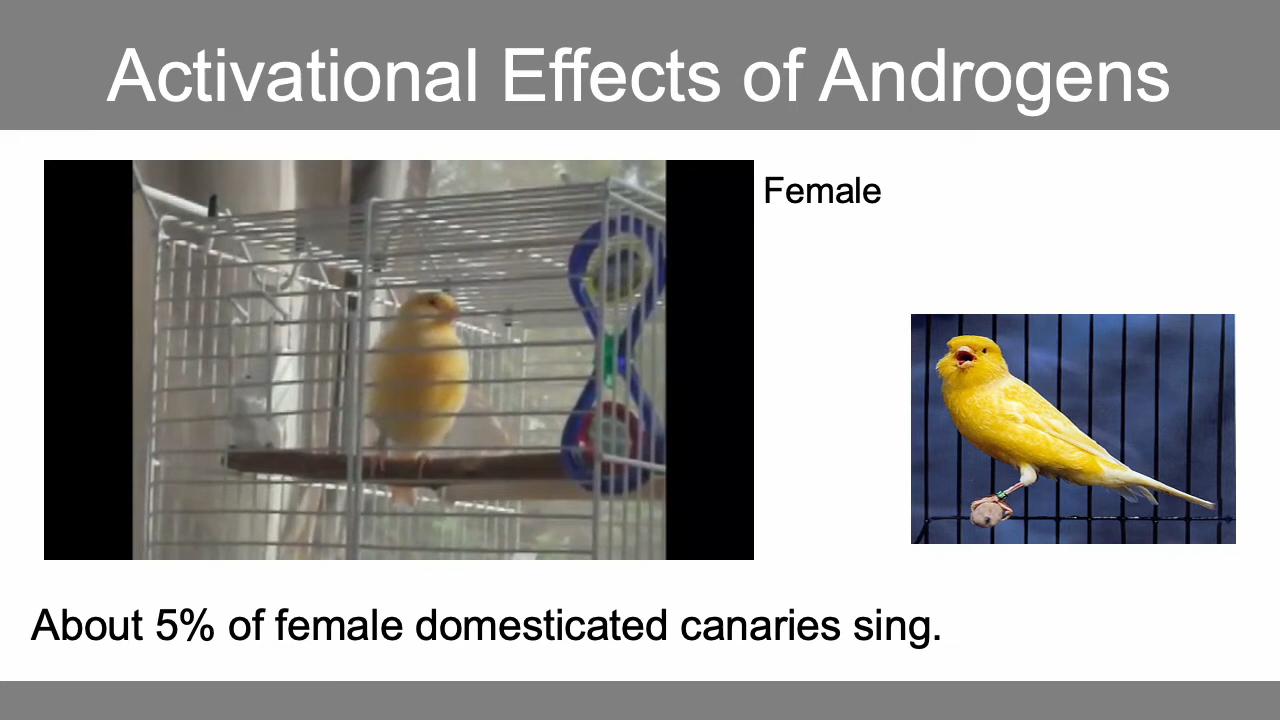 Activational Effects of Androgens
Female
About 5% of female domesticated canaries sing.